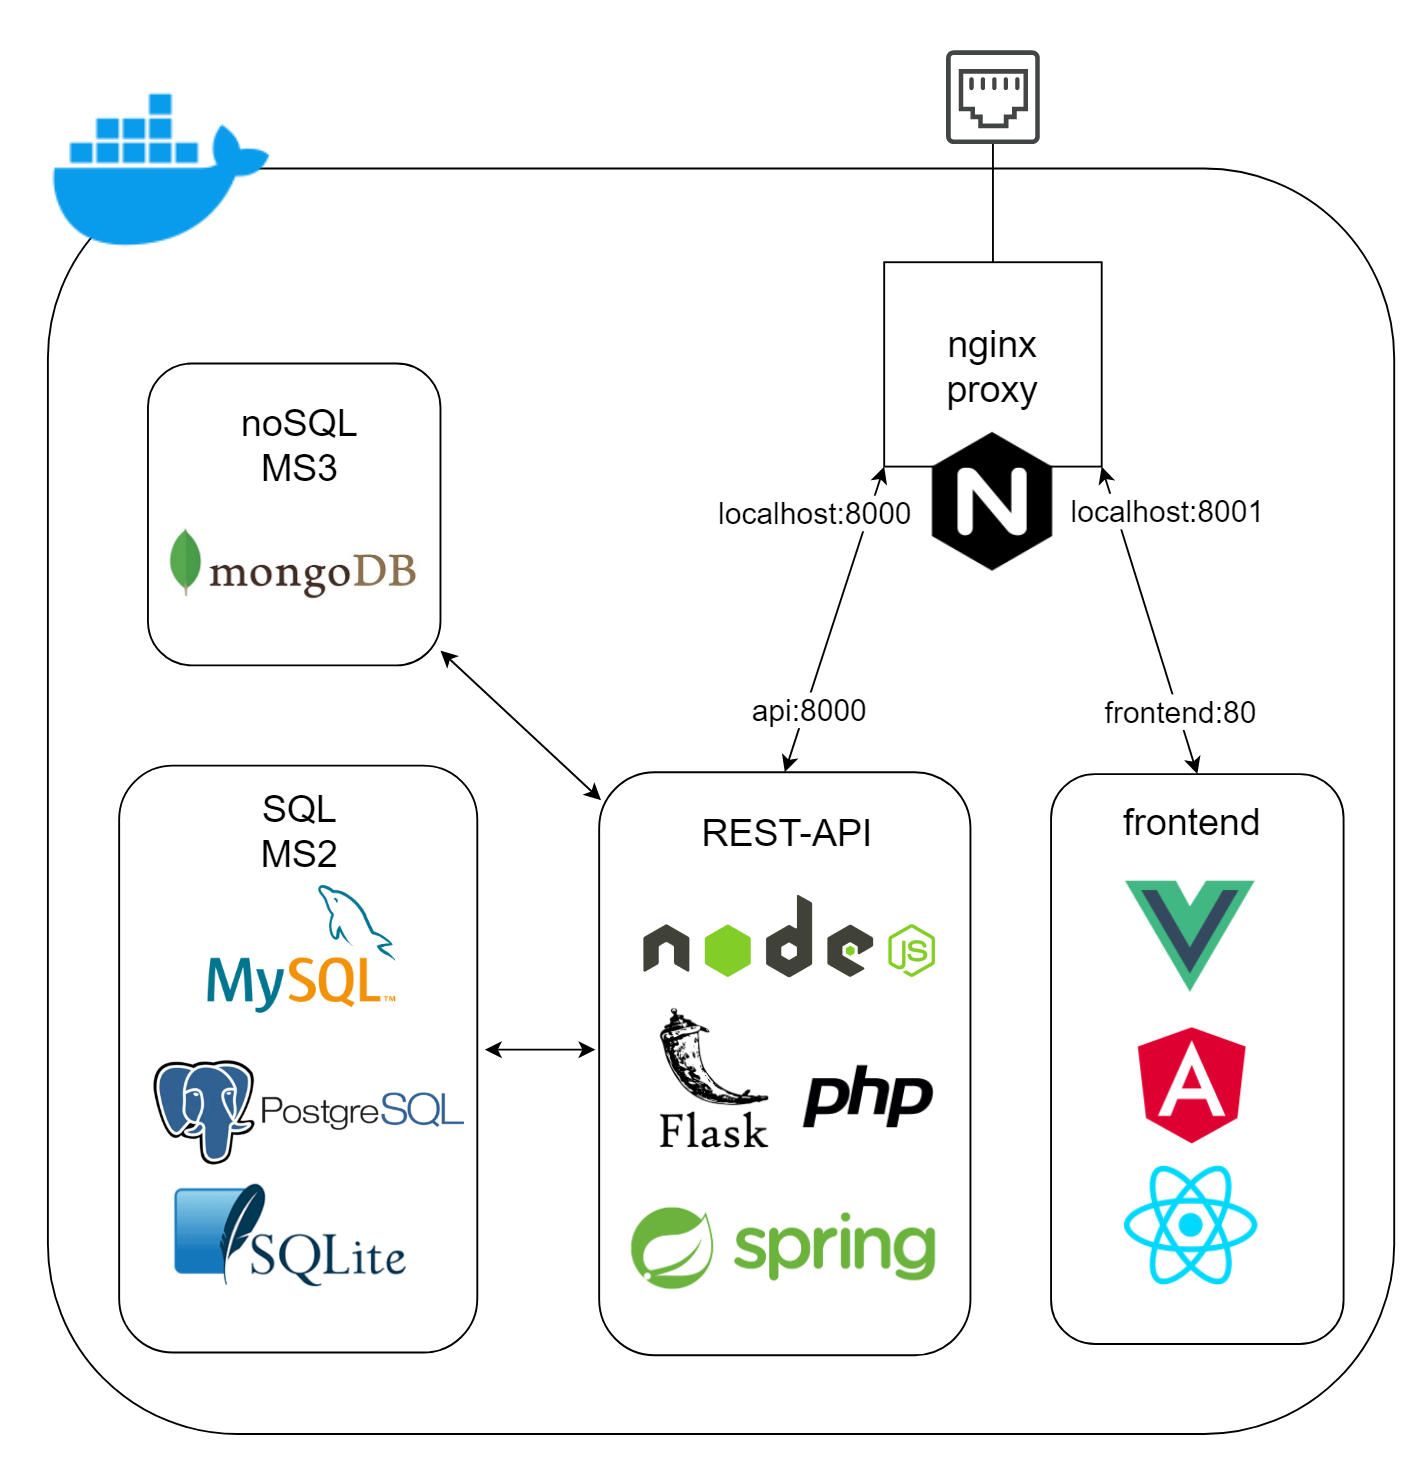 nginx
proxy
N
localhost:8000
localhost:8001
noSQL
MS3
mongoDB
api:8000
frontend:80
SQL
MS2
MySQL™
PostgreSQL
SQLite
REST-API
node
JS
Flask
php
spring
frontend
A